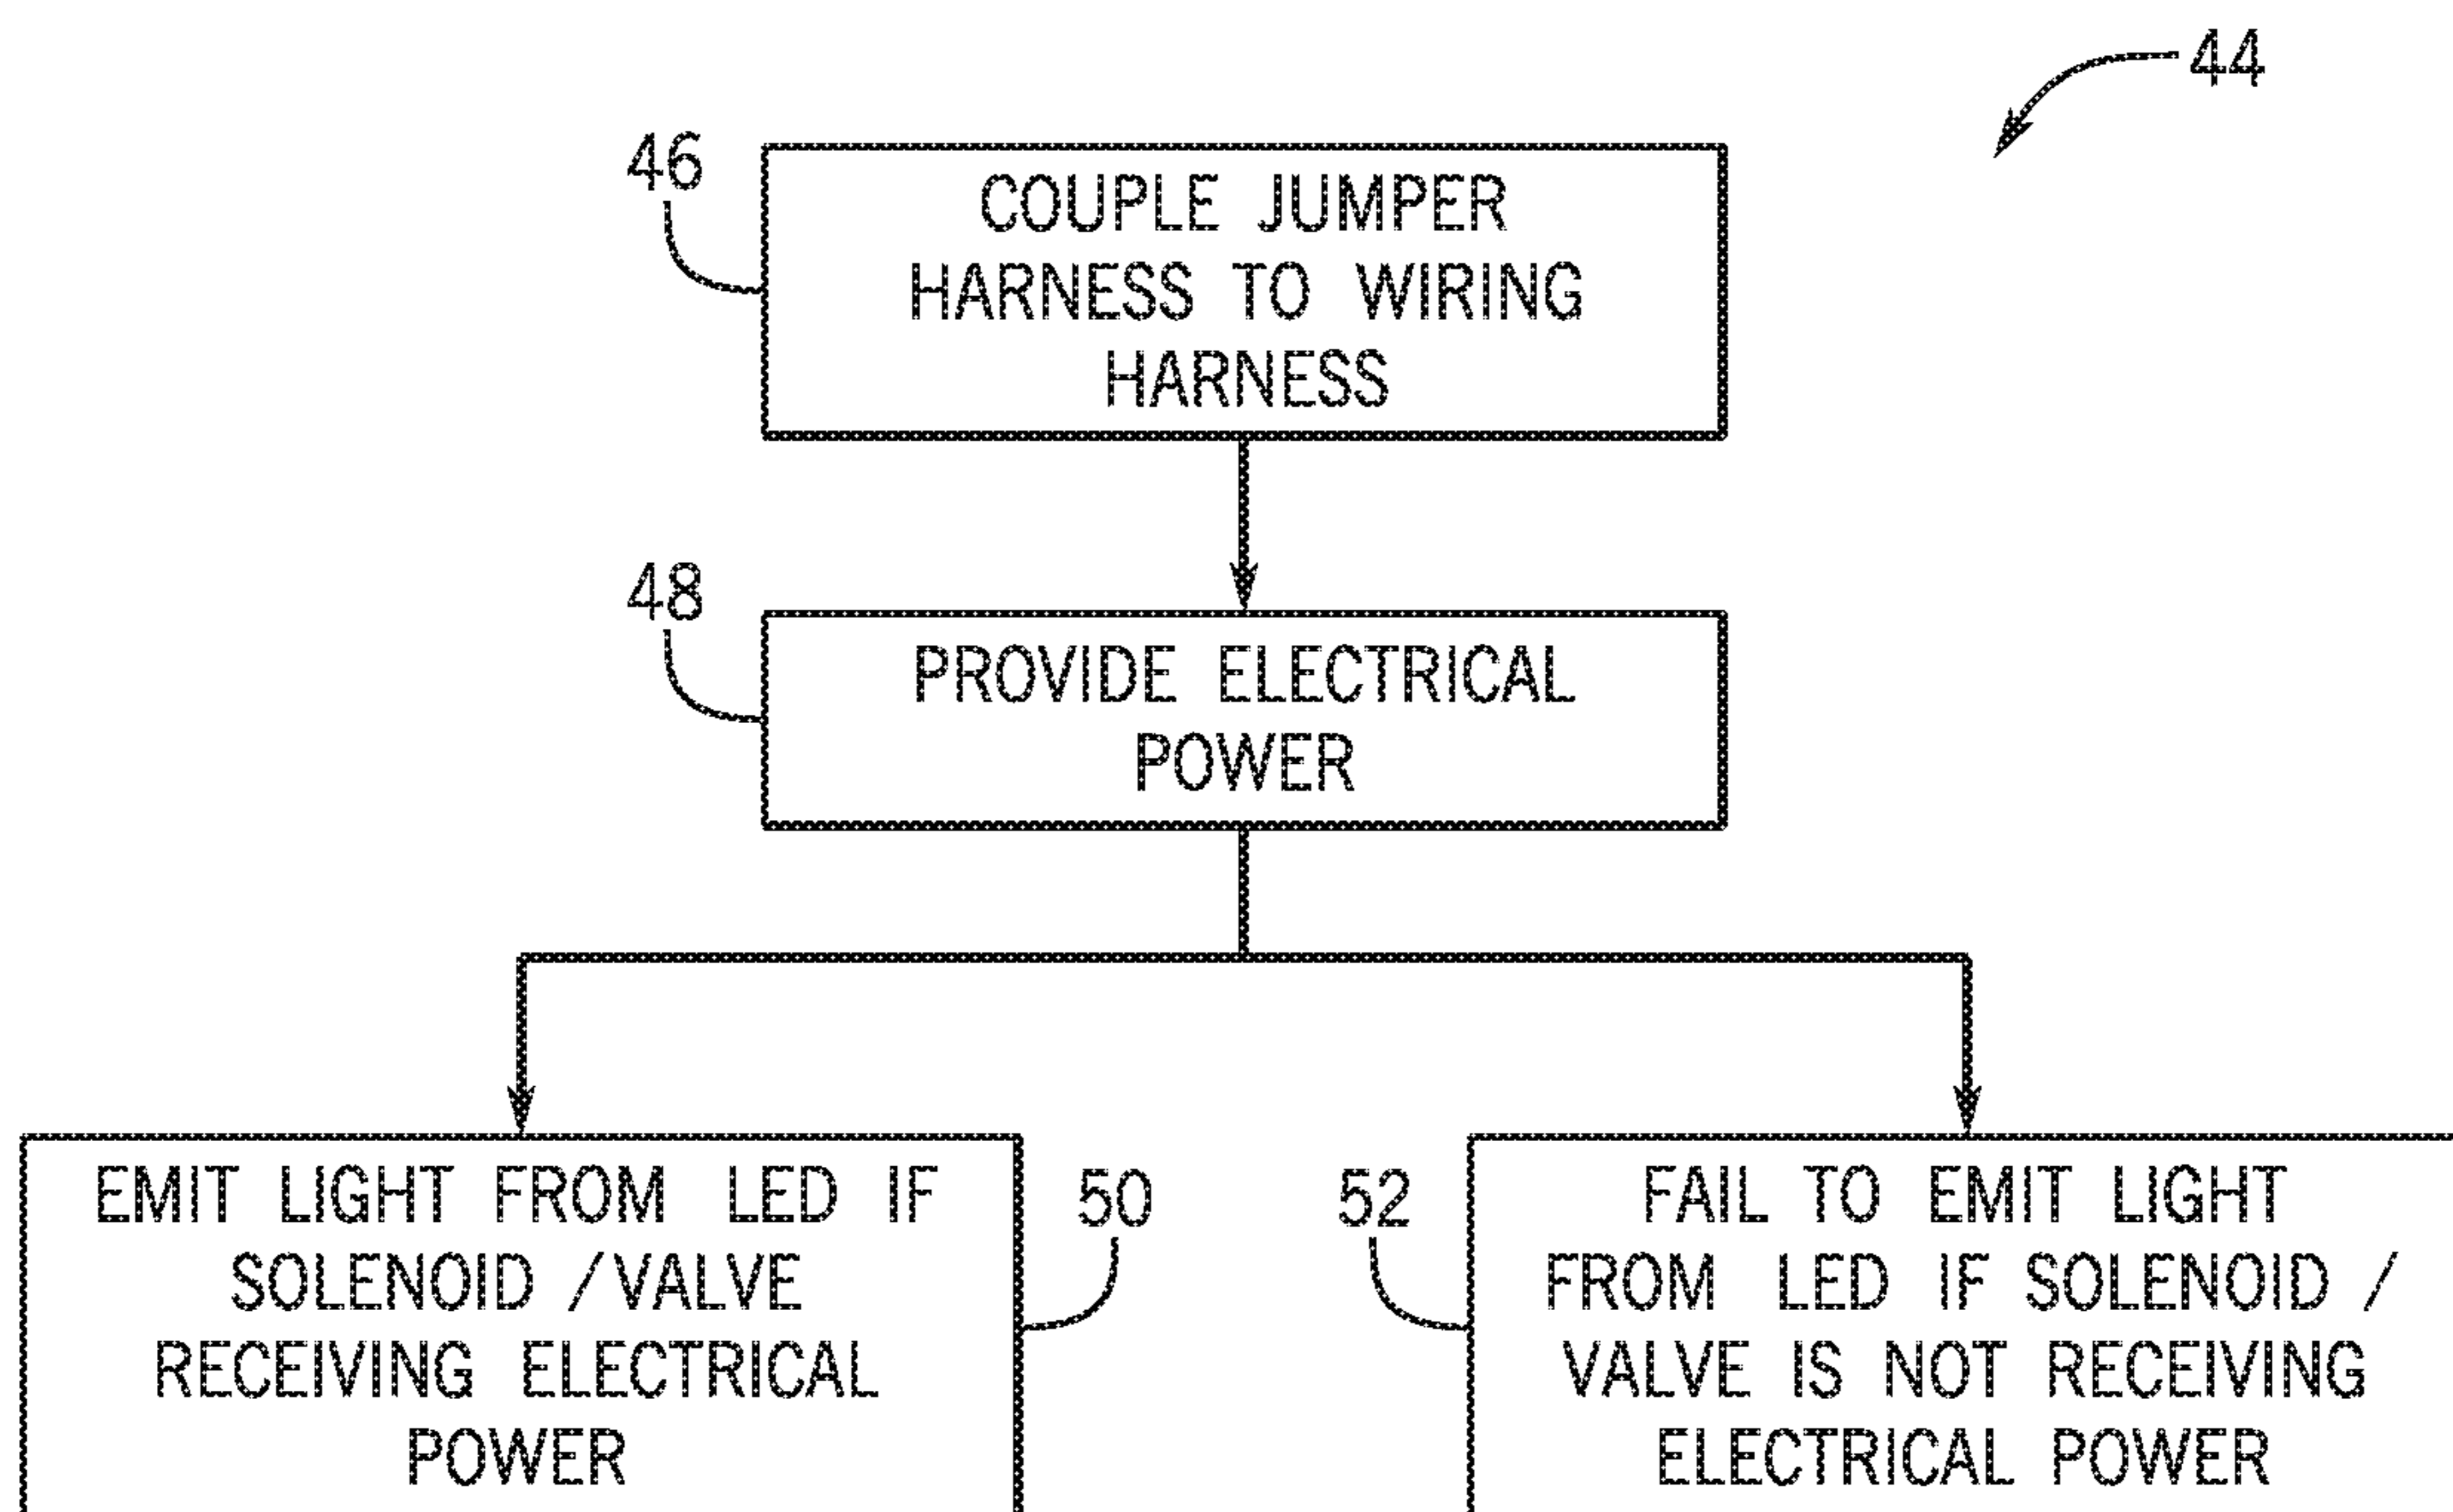 44
46
COUPLE JUMPER
HARNESS TO WIRING
HARNESS
48
PROVIDE ELECTRICAL
POWER
EMIT LIGHT FROM LED IF
SOLENOID /VALVE
RECEIVING ELECTRICAL
POWER
50
52
FAIL TO EMIT LIGHT
FROM LED IF SOLENOID /
VALVE IS NOT RECEIVING
ELECTRICAL POWER